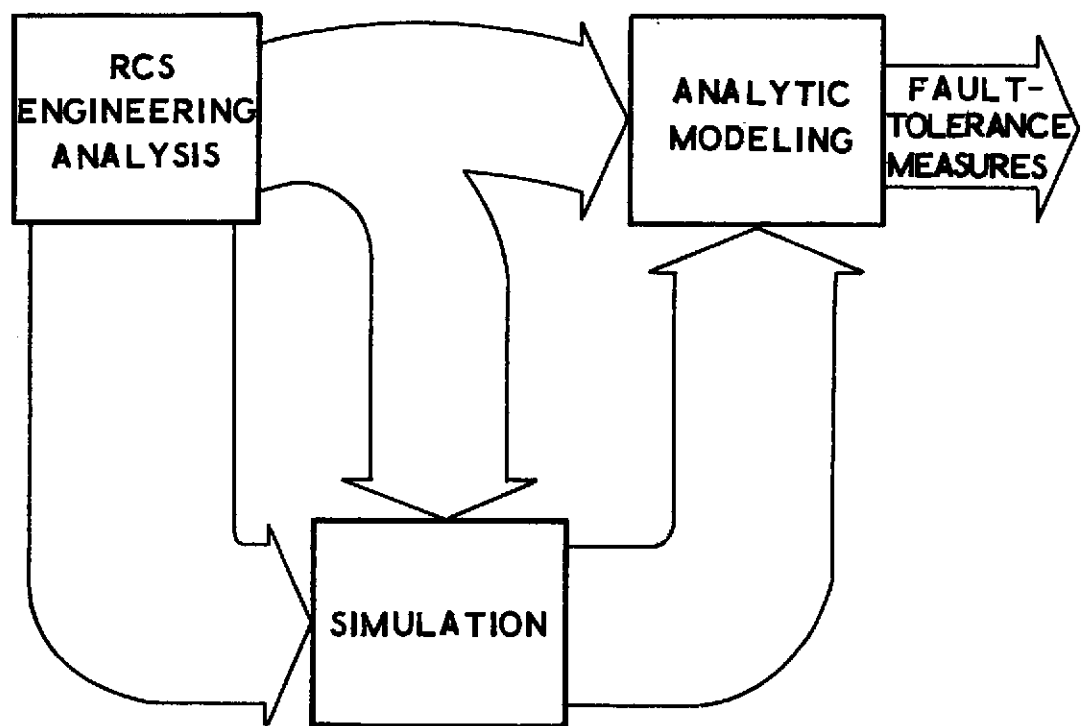 RCS
ENGINEERING
ANALYSIS
ANALYTIC
MODELING
FAULT-
TOLERANCE
MEASURES
SIMULATION